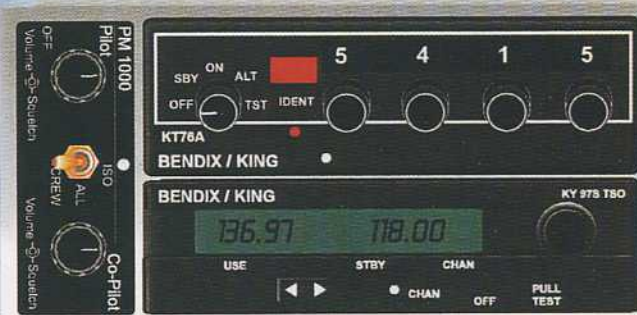 PM 1000
Pilot
OFF
Volume Squelch
ISO
ALL
CREW
Co-Pilot
Volume Squelch
5 4 1 5
SBY ON ALT
OFF TST IDENT
KT76A
BENDIX / KING
BENDIX / KING KY 97S TSO
136.97 118.00
USE STBY CHAN
CHAN OFF PULL
TEST